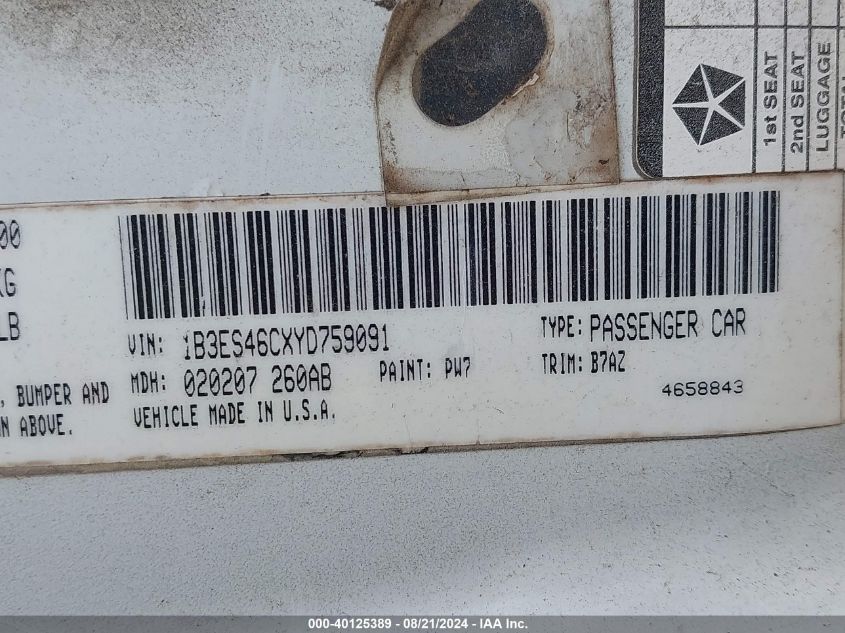 1st SEAT
2nd SEAT
LUGGAGE
TOTAL
00
KG
LB
VIN: 1B3ES46CXYD759091 TYPE: PASSENGER CAR
, BUMPER AND MDH: 020207 260AB PAINT: PW7 TRIM: B7AZ
N ABOVE. VEHICLE MADE IN U.S.A. 4658843
000-40125389 - 08/21/2024 - IAA Inc.